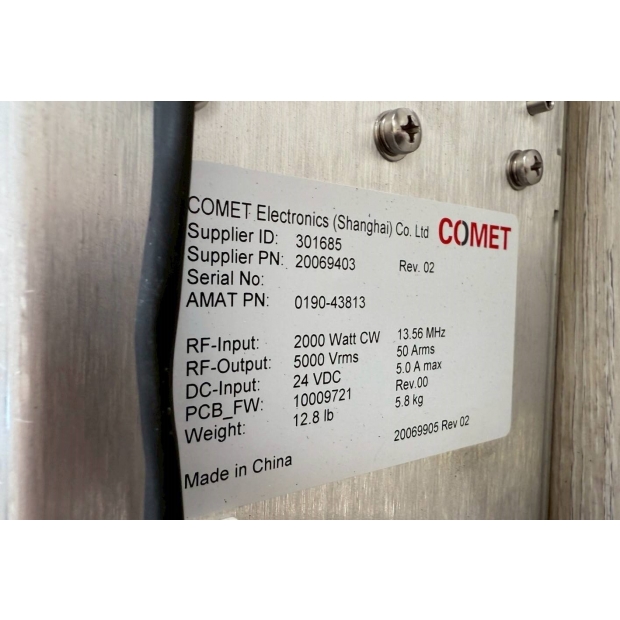 COMET Electronics (Shanghai) Co. Ltd COMET
Supplier ID: 301685
Supplier PN: 20069403 Rev. 02
Serial No:
AMAT PN: 0190-43813
RF-Input: 2000 Watt CW 13.56 MHz
RF-Output: 5000 Vrms 50 Arms
DC-Input: 24 VDC 5.0 A max
PCB_FW: 10009721 Rev.00
Weight: 12.8 lb 5.8 kg
20069905 Rev 02
Made in China